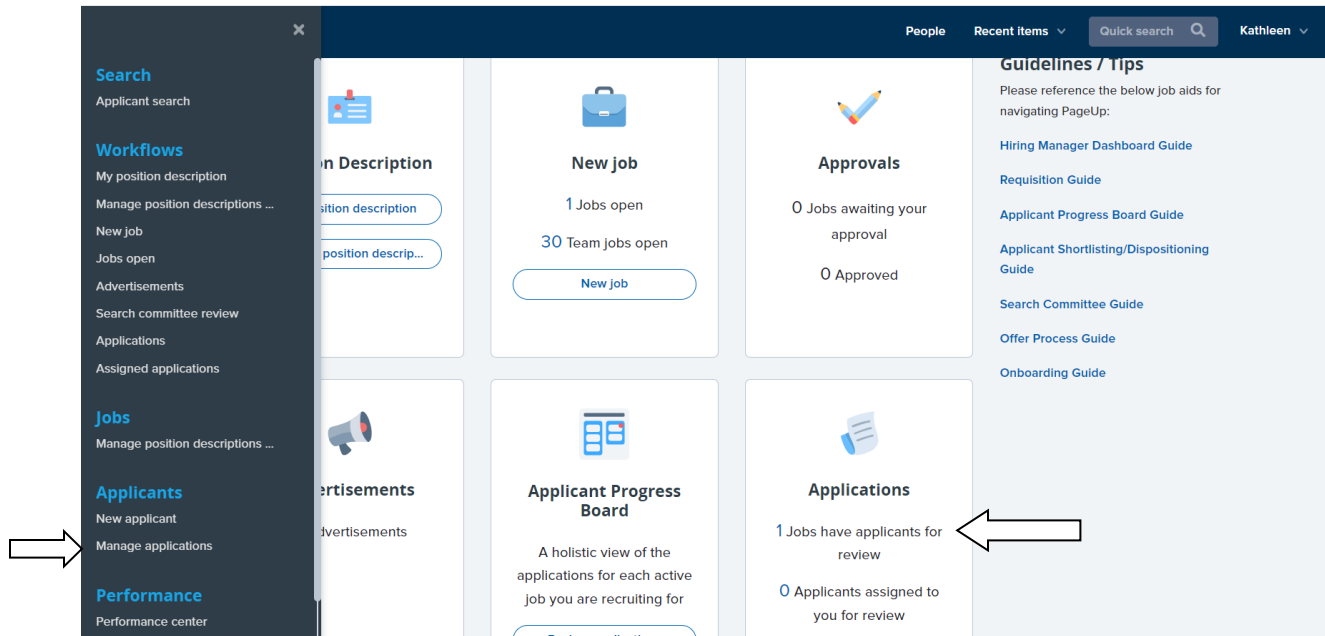 People
Recent items
Quick search
Kathleen
Search
Applicant search
Workflows
My position description
Manage position descriptions ...
New job
Jobs open
Advertisements
Search committee review
Applications
Assigned applications
Jobs
Manage position descriptions ...
Applicants
New applicant
Manage applications
Performance
Performance center
n Description
sition description
position descrip...
New job
1 Jobs open
30 Team jobs open
New job
Approvals
0 Jobs awaiting your
approval
0 Approved
ertisements
dvertisements
Applicant Progress
Board
A holistic view of the
applications for each active
job you are recruiting for
Applications
1 Jobs have applicants for
review
0 Applicants assigned to
you for review
Guidelines / Tips
Please reference the below job aids for
navigating PageUp:
Hiring Manager Dashboard Guide
Requisition Guide
Applicant Progress Board Guide
Applicant Shortlisting/Dispositioning
Guide
Search Committee Guide
Offer Process Guide
Onboarding Guide